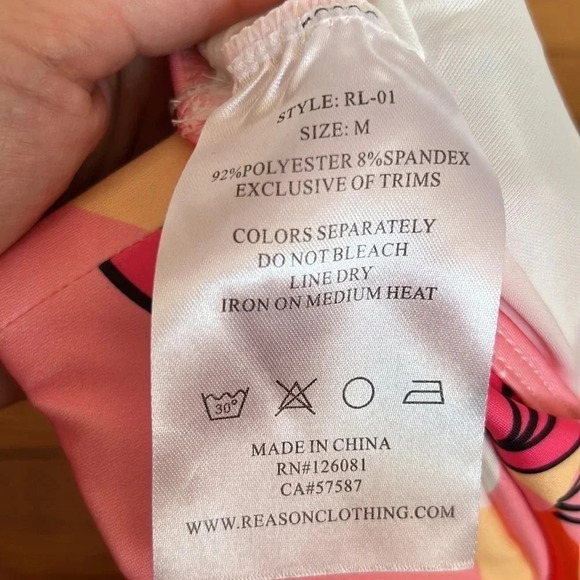 STYLE: RL-01
SIZE: M
92%POLYESTER 8%SPANDEX
EXCLUSIVE OF TRIMS
COLORS SEPARATELY
DO NOT BLEACH
LINE DRY
IRON ON MEDIUM HEAT
30°
MADE IN CHINA
RN#126081
CA#57587
WWW.REASONCLOTHING.COM